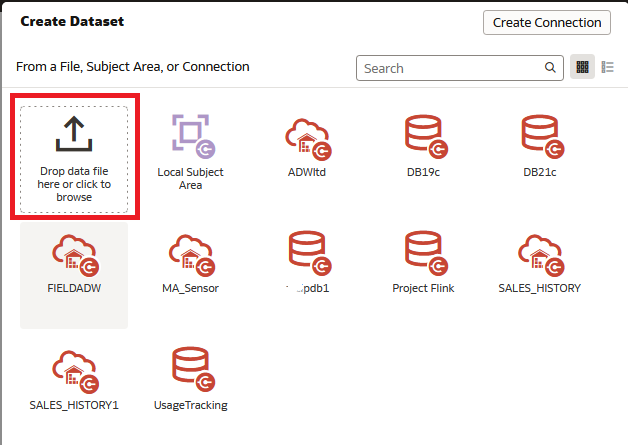 Create Dataset
Create Connection
From a File, Subject Area, or Connection
Search
Drop data file
here or click to
browse
Local Subject
Area
ADWltd
DB19c
DB21c
FIELDADW
MA_Sensor
pdb1
Project Flink
SALES_HISTORY
SALES_HISTORY1
UsageTracking